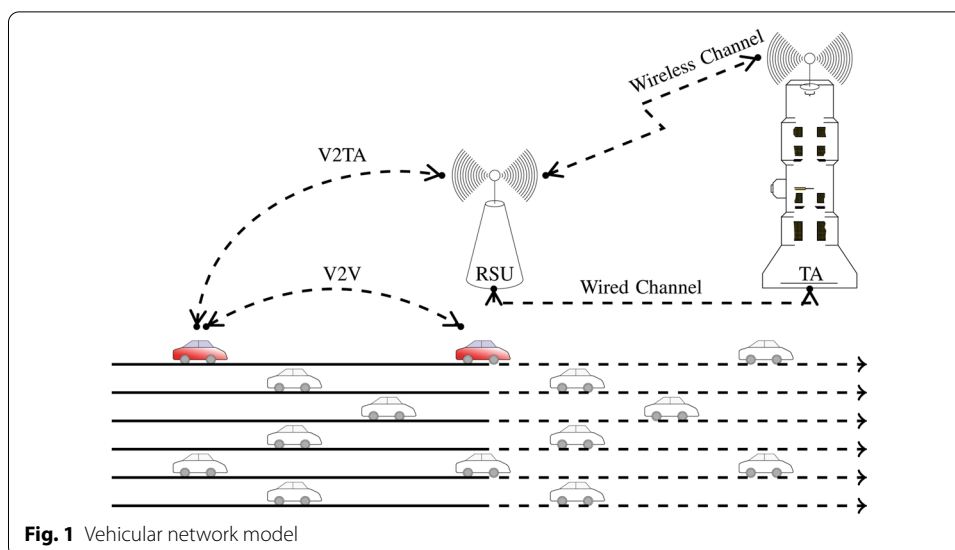 Wireless Channel
V2TA
RSU
TA
V2V
Wired Channel
Fig. 1 Vehicular network model